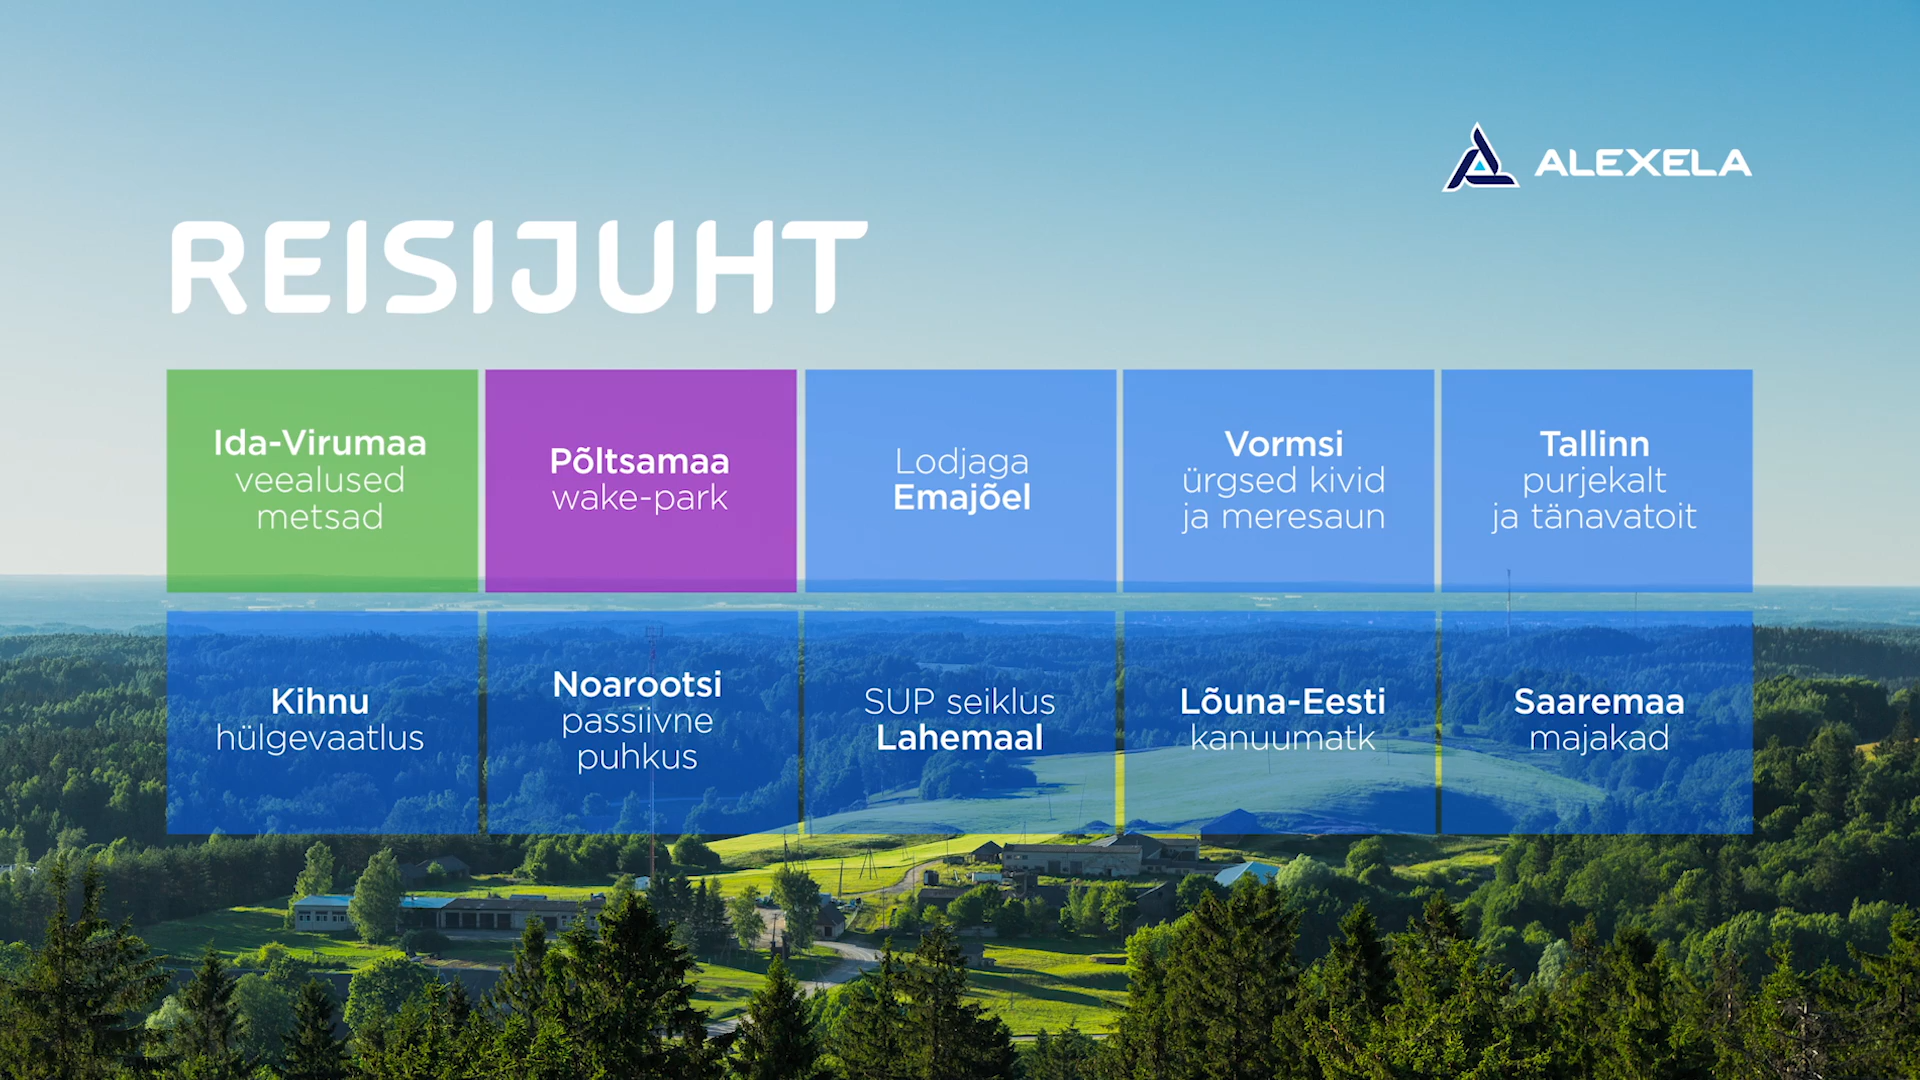 ALEXELA
REISIJUHT
Ida-Virumaa
veealused
metsad
Põltsamaa
wake-park
Lodjaga
Emajõel
Vormsi
ürgsed kivid
ja meresaun
Tallinn
purjekalt
ja tänavatoit
Kihnu
hülgevaatlus
Noarootsi
passiivne
puhkus
SUP seiklus
Lahemaal
Lõuna-Eesti
kanuumatk
Saaremaa
majakad